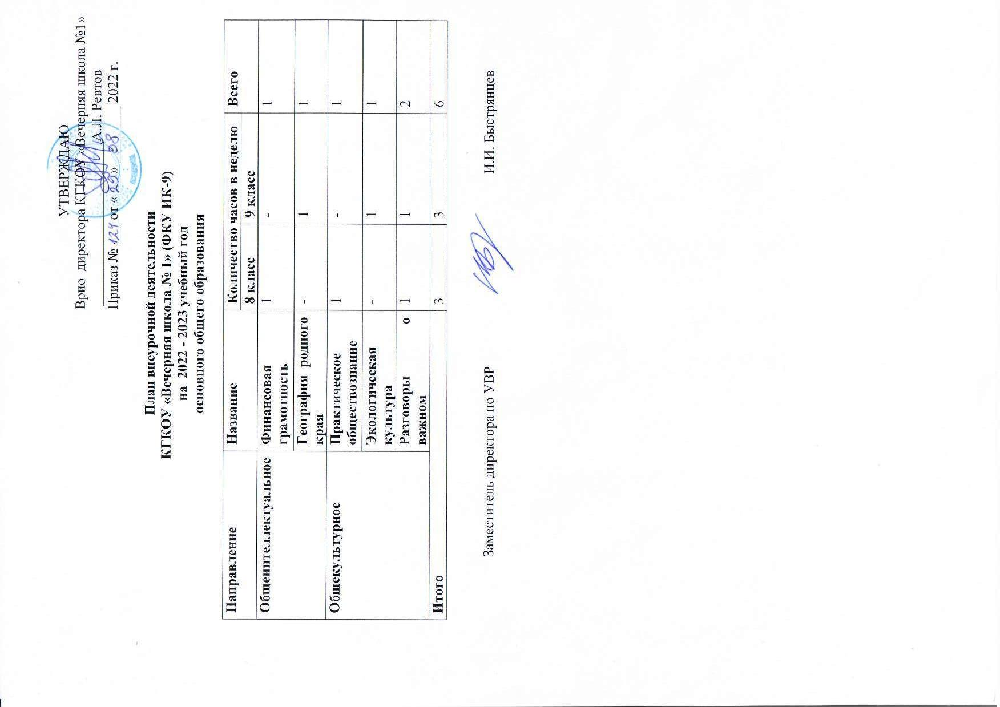 УТВЕРЖДАЮ
Врио директора КГКОУ «Вечерняя школа №1»
А.Л. Ревтов
Приказ № 124 от « 29 » 08 2022 г.
План внеурочной деятельности
КГКОУ «Вечерняя школа № 1» (ФКУ ИК-9)
на 2022 - 2023 учебный год
основного общего образования
Направление Название Количество часов в неделю Всего
8 класс 9 класс
Общеинтеллектуальное Финансовая 1 - 1
грамотность
География родного - 1 1
края
Общекультурное Практическое 1 - 1
обществознание
Экологическая - 1 1
культура
Разговоры о 1 1 2
важном
Итого 3 3 6
Заместитель директора по УВР И.И. Быстрянцев